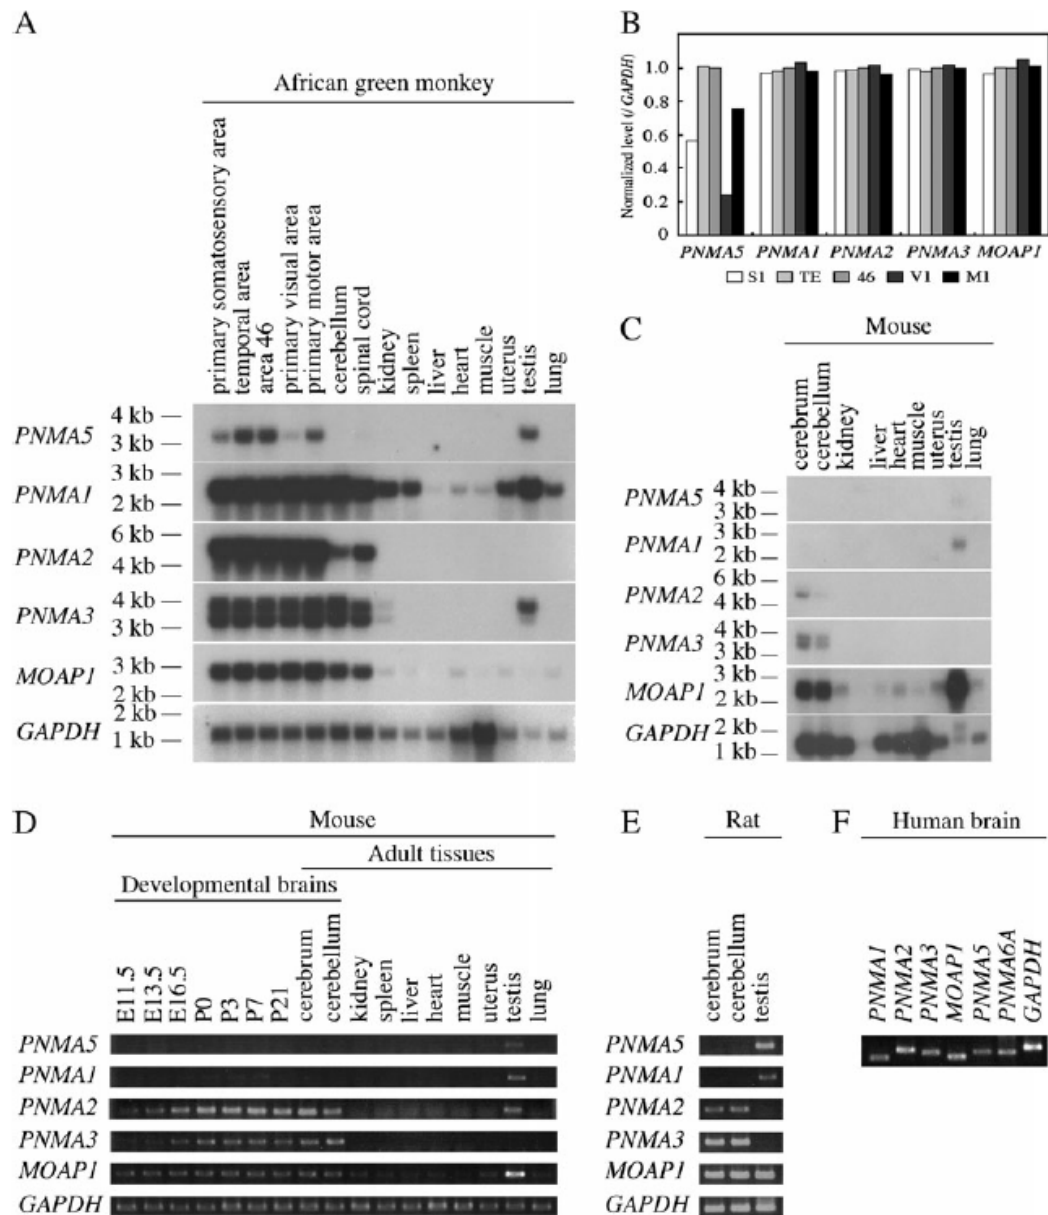 A
African green monkey
primary somatosensory area
temporal area
area 46
primary visual area
primary motor area
cerebellum
spinal cord
kidney
spleen
liver
heart
muscle
uterus
testis
lung
PNMA5
4 kb
3 kb
PNMA1
3 kb
2 kb
PNMA2
6 kb
4 kb
PNMA3
4 kb
3 kb
MOAP1
3 kb
2 kb
GAPDH
2 kb
1 kb
B
Normalized level (/ GAPDH)
1.0
0.8
0.6
0.4
0.2
0
PNMA5 PNMA1 PNMA2 PNMA3 MOAP1
S1 TE 46 V1 M1
C
Mouse
cerebrum
cerebellum
kidney
liver
heart
muscle
uterus
testis
lung
PNMA5
4 kb
3 kb
PNMA1
3 kb
2 kb
PNMA2
6 kb
4 kb
PNMA3
4 kb
3 kb
MOAP1
3 kb
2 kb
GAPDH
2 kb
1 kb
D
Mouse
Adult tissues
Developmental brains
E11.5
E13.5
E16.5
P0
P3
P7
P21
cerebrum
cerebellum
kidney
spleen
liver
heart
muscle
uterus
testis
lung
PNMA5
PNMA1
PNMA2
PNMA3
MOAP1
GAPDH
E
Rat
cerebrum
cerebellum
testis
PNMA5
PNMA1
PNMA2
PNMA3
MOAP1
GAPDH
F
Human brain
PNMA1
PNMA2
PNMA3
MOAP1
PNMA5
PNMA6A
GAPDH